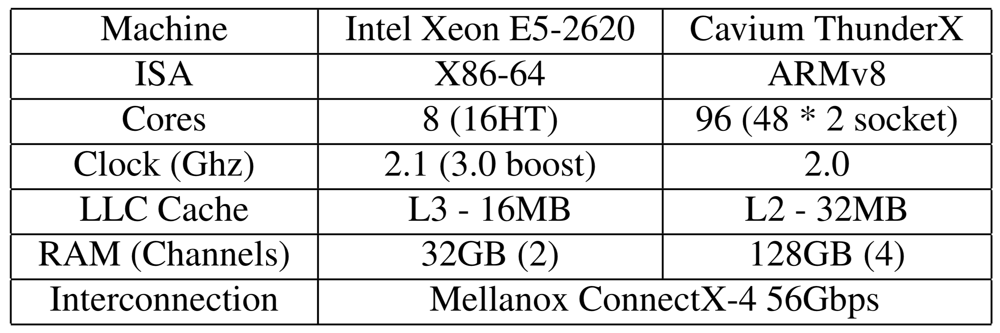 Machine Intel Xeon E5-2620 Cavium ThunderX
ISA X86-64 ARMv8
Cores 8 (16HT) 96 (48 * 2 socket)
Clock (Ghz) 2.1 (3.0 boost) 2.0
LLC Cache L3 - 16MB L2 - 32MB
RAM (Channels) 32GB (2) 128GB (4)
Interconnection Mellanox ConnectX-4 56Gbps